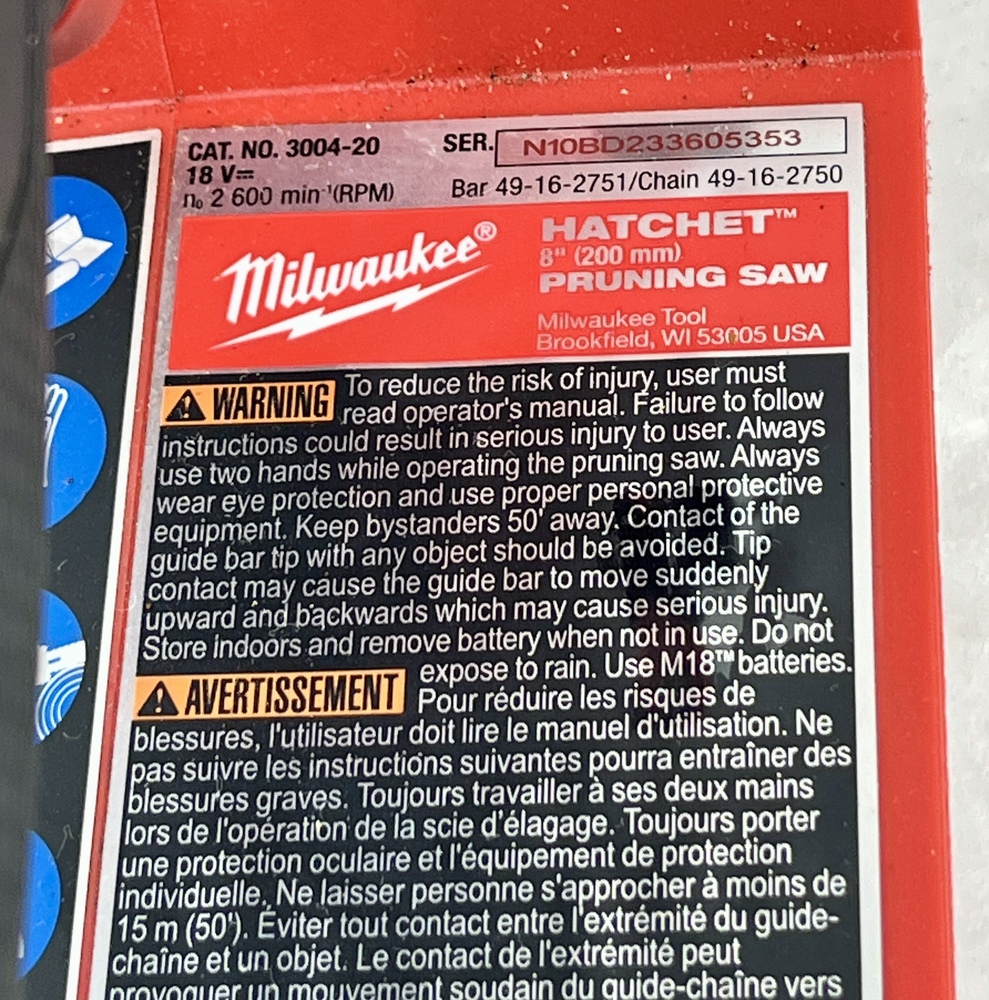 CAT. NO. 3004-20
SER. N10BD233605353
18 V⎓
n₀ 2 600 min⁻¹(RPM)
Bar 49-16-2751/Chain 49-16-2750
Milwaukee®
HATCHET™
8" (200 mm)
PRUNING SAW
Milwaukee Tool
Brookfield, WI 53005 USA
WARNING To reduce the risk of injury, user must
read operator's manual. Failure to follow
instructions could result in serious injury to user. Always
use two hands while operating the pruning saw. Always
wear eye protection and use proper personal protective
equipment. Keep bystanders 50' away. Contact of the
guide bar tip with any object should be avoided. Tip
contact may cause the guide bar to move suddenly
upward and backwards which may cause serious injury.
Store indoors and remove battery when not in use. Do not
expose to rain. Use M18™ batteries.
AVERTISSEMENT Pour réduire les risques de
blessures, l'utilisateur doit lire le manuel d'utilisation. Ne
pas suivre les instructions suivantes pourra entraîner des
blessures graves. Toujours travailler à ses deux mains
lors de l'opération de la scie d'élagage. Toujours porter
une protection oculaire et l'équipement de protection
individuelle. Ne laisser personne s'approcher à moins de
15 m (50'). Éviter tout contact entre l'extrémité du guide-
chaîne et un objet. Le contact de l'extrémité peut
provoquer un mouvement soudain du guide-chaîne vers